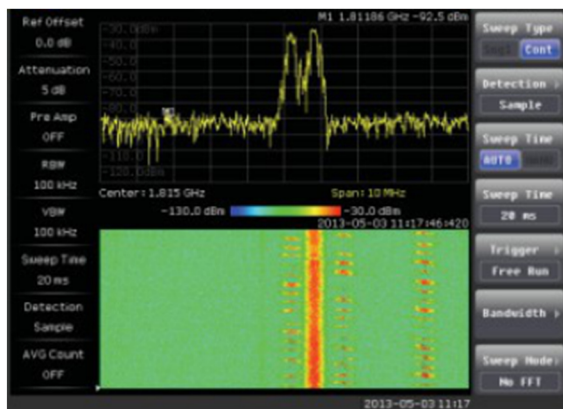 Ref Offset
0.0 dB
Attenuation
5 dB
Pre Amp
OFF
RBW
100 kHz
VBW
100 kHz
Sweep Time
20 ms
Detection
Sample
AVG Count
OFF
M1 1.81186 GHz -92.5 dBm
-30.0dBm
-40.0
-50.0
-60.0
-70.0
-80.0
-110.0
-120.0dBm
Center: 1.815 GHz
Span: 10 MHz
-130.0 dBm
-30.0 dBm
2013-05-03 11:17:46:420
2013-05-03 11:17
Sweep Type
Cont
Detection
Sample
Sweep Time
AUTO
Sweep Time
20 ms
Trigger
Free Run
Bandwidth
Sweep Mode
No FFT